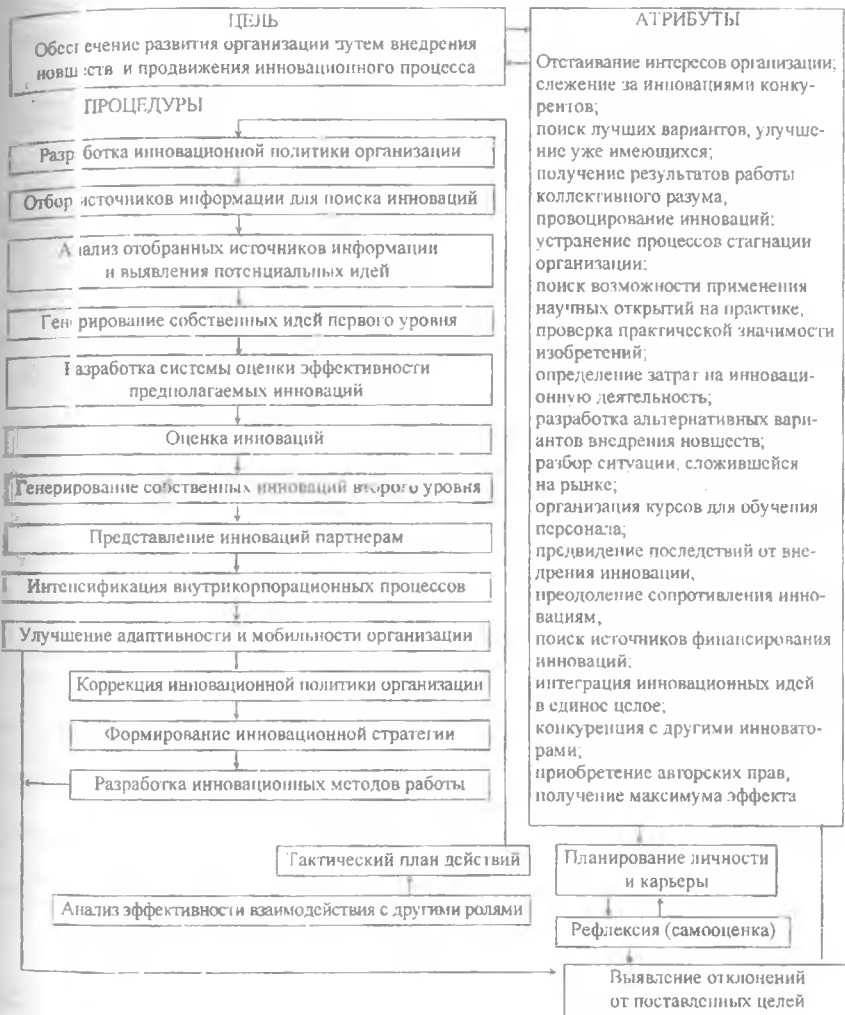 ЦЕЛЬ
Обеспечение развития организации путем внедрения
новшеств и продвижения инновационного процесса
ПРОЦЕДУРЫ
Разработка инновационной политики организации
Отбор источников информации для поиска инноваций
Анализ отобранных источников информации
и выявления потенциальных идей
Генерирование собственных идей первого уровня
Разработка системы оценки эффективности
предполагаемых инноваций
Оценка инноваций
Генерирование собственных инноваций второго уровня
Представление инноваций партнерам
Интенсификация внутрикорпорационных процессов
Улучшение адаптивности и мобильности организации
Коррекция инновационной политики организации
Формирование инновационной стратегии
Разработка инновационных методов работы
Тактический план действий
Анализ эффективности взаимодействия с другими ролями
АТРИБУТЫ
Отстаивание интересов организации;
слежение за инновациями конку-
рентов;
поиск лучших вариантов, улучше-
ние уже имеющихся;
получение результатов работы
коллективного разума,
провоцирование инноваций;
устранение процессов стагнации
организации;
поиск возможности применения
научных открытий на практике,
проверка практической значимости
изобретений;
определение затрат на инноваци-
онную деятельность;
разработка альтернативных вари-
антов внедрения новшеств;
разбор ситуации, сложившейся
на рынке;
организация курсов для обучения
персонала;
предвидение последствий от вне-
дрения инновации,
преодоление сопротивления инно-
вациям,
поиск источников финансирования
инноваций;
интеграция инновационных идей
в единое целое;
конкуренция с другими инновато-
рами;
приобретение авторских прав,
получение максимума эффекта
Планирование личности
и карьеры
Рефлексия (самооценка)
Выявление отклонений
от поставленных целей